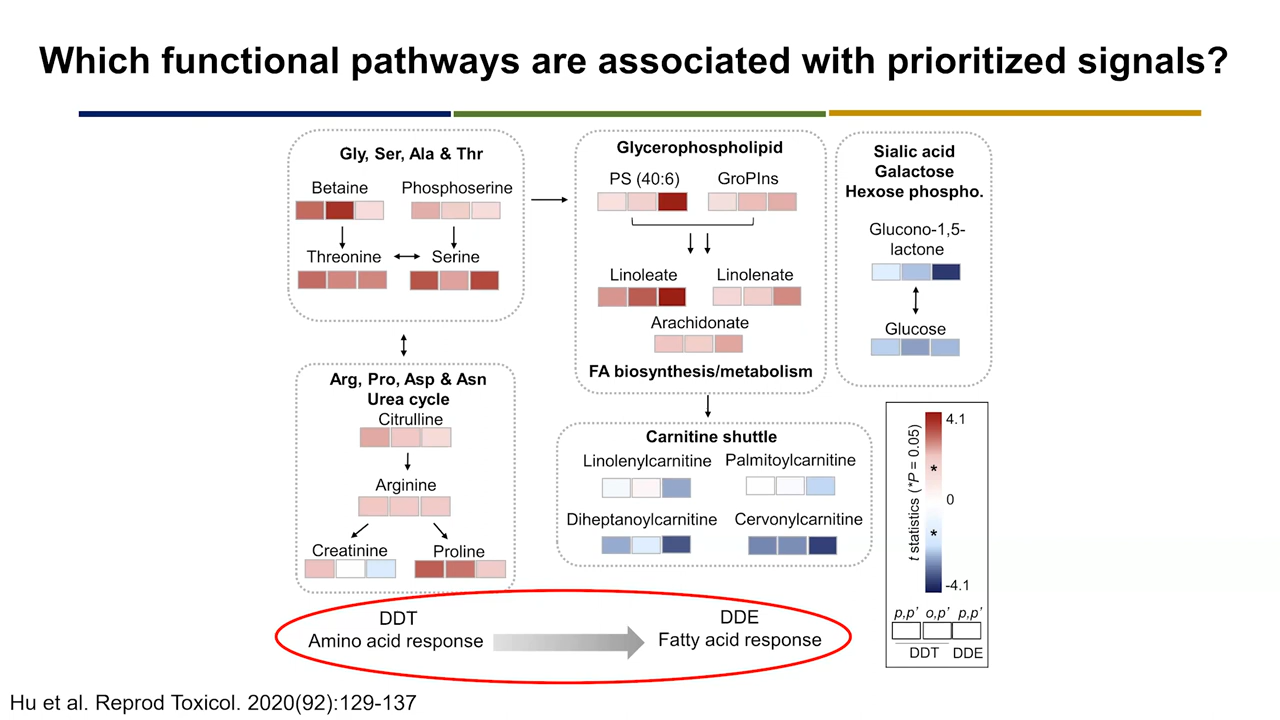 Which functional pathways are associated with prioritized signals?
Gly, Ser, Ala & Thr
Betaine
Phosphoserine
Threonine
Serine
Arg, Pro, Asp & Asn
Urea cycle
Citrulline
Arginine
Creatinine
Proline
Glycerophospholipid
PS (40:6)
GroPIns
Linoleate
Linolenate
Arachidonate
FA biosynthesis/metabolism
Carnitine shuttle
Linolenylcarnitine
Palmitoylcarnitine
Diheptanoylcarnitine
Cervonylcarnitine
Sialic acid
Galactose
Hexose phospho.
Glucono-1,5-
lactone
Glucose
t statistics (*P = 0.05)
4.1
*
0
*
-4.1
p,p’ o,p’ p,p’
DDT DDE
DDT
Amino acid response
DDE
Fatty acid response
Hu et al. Reprod Toxicol. 2020(92):129-137